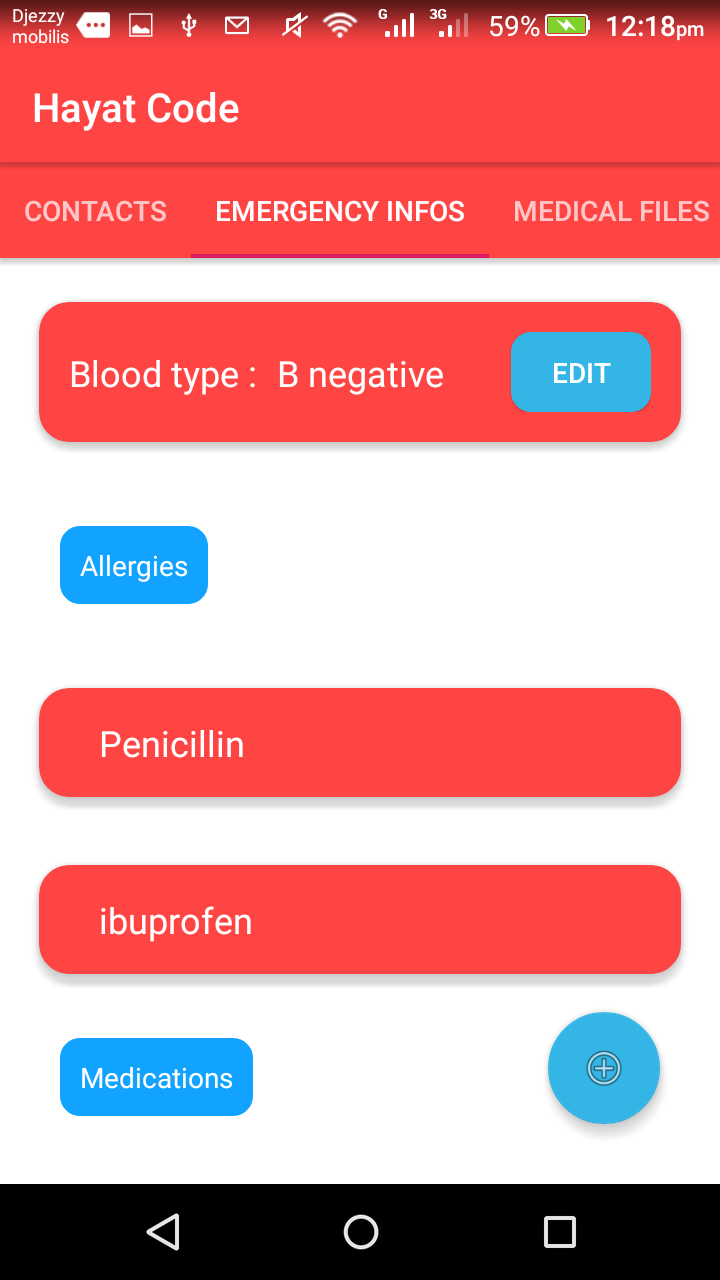 Djezzy
mobilis
G
3G
59%
12:18pm
Hayat Code
CONTACTS
EMERGENCY INFOS
MEDICAL FILES
Blood type :  B negative
EDIT
Allergies
Penicillin
ibuprofen
Medications